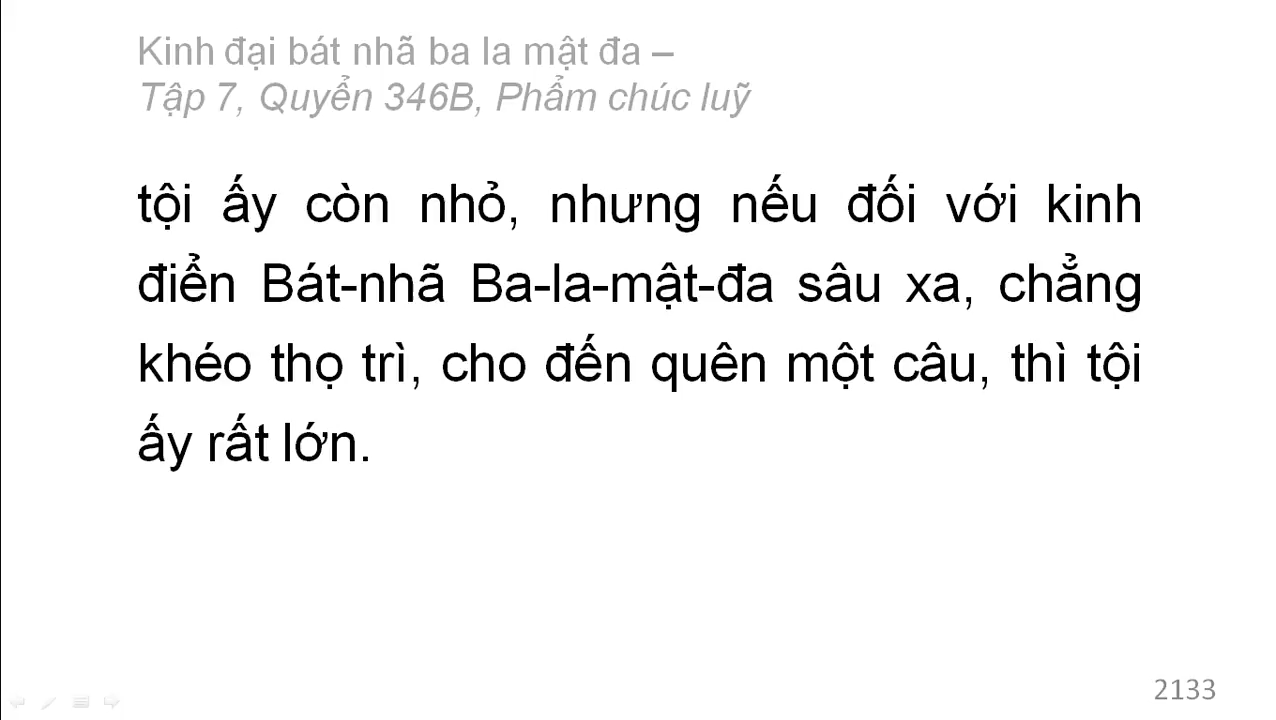 Kinh đại bát nhã ba la mật đa –
Tập 7, Quyển 346B, Phẩm chúc luỹ
tội ấy còn nhỏ, nhưng nếu đối với kinh
điển Bát-nhã Ba-la-mật-đa sâu xa, chẳng
khéo thọ trì, cho đến quên một câu, thì tội
ấy rất lớn.
2133